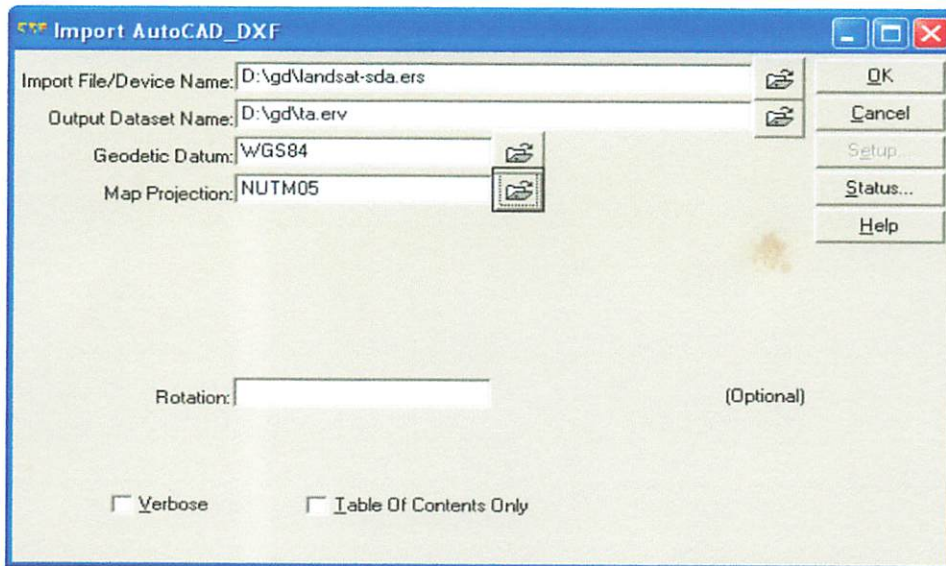 Import AutoCAD_DXF
Import File/Device Name: D:\gd\landsat-sda.ers
OK
Output Dataset Name: D:\gd\ta.erv
Cancel
Geodetic Datum: WGS84
Setup
Map Projection: NUTM05
Status...
Help
Rotation:
(Optional)
Verbose
Table Of Contents Only